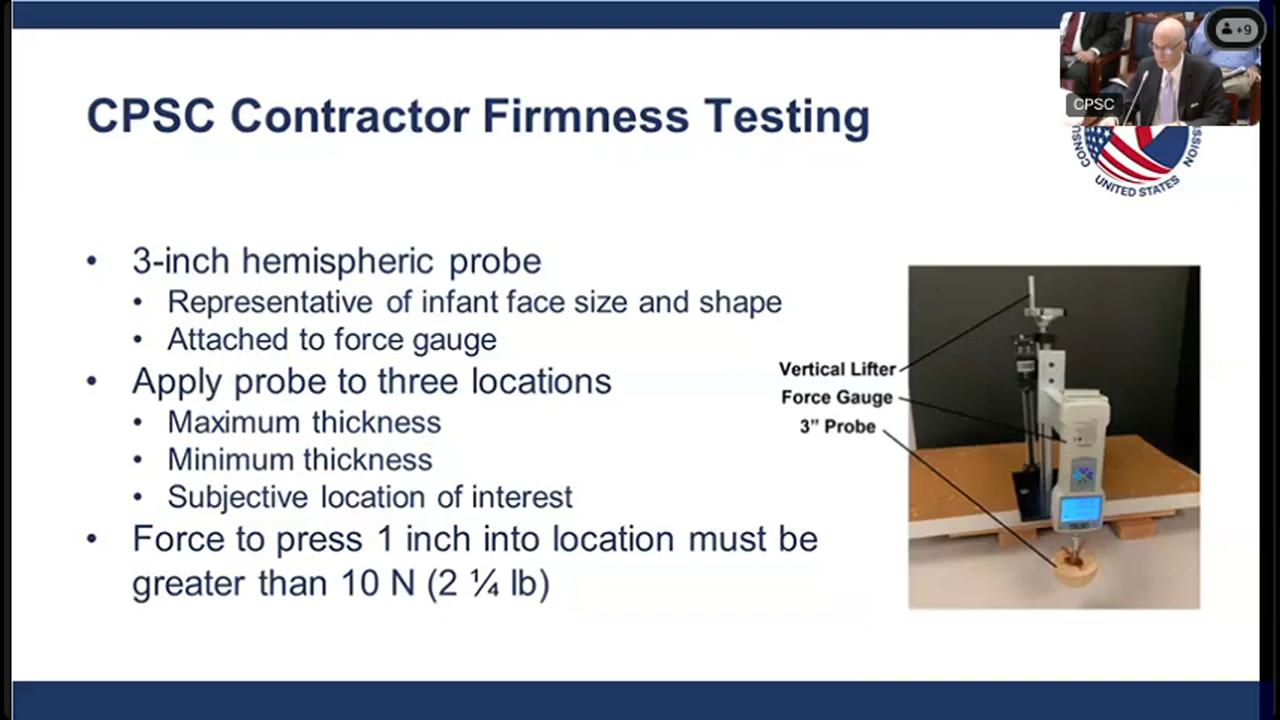 +9
CPSC
CPSC Contractor Firmness Testing
CONSU
UNITED STATES
MISSION
• 3-inch hemispheric probe
• Representative of infant face size and shape
• Attached to force gauge
• Apply probe to three locations
• Maximum thickness
• Minimum thickness
• Subjective location of interest
• Force to press 1 inch into location must be
greater than 10 N (2 ¼ lb)
Vertical Lifter
Force Gauge
3” Probe